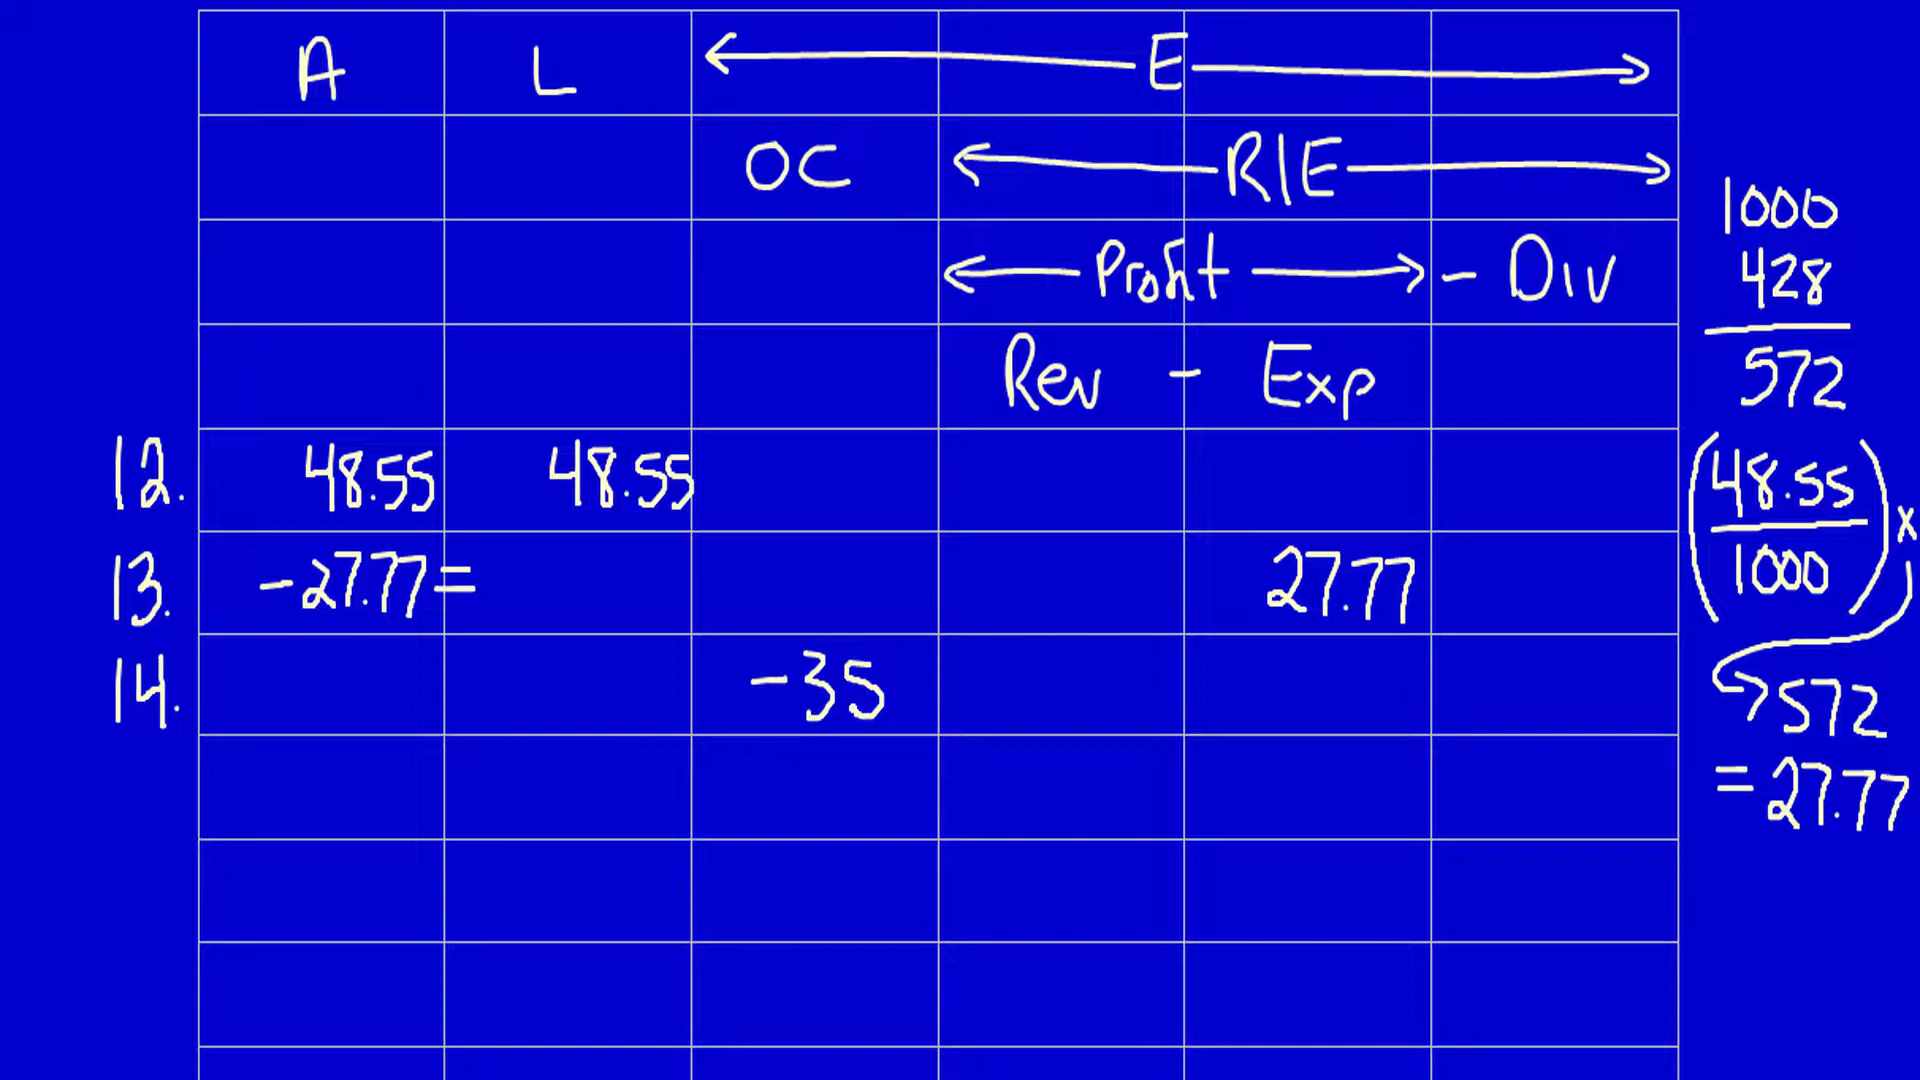 A L E
OC R/E
Profit - Div
Rev - Exp
12. 48.55 48.55
13. -27.77 = 27.77
14. -35
1000
428
572
(48.55
1000) x
572
= 27.77